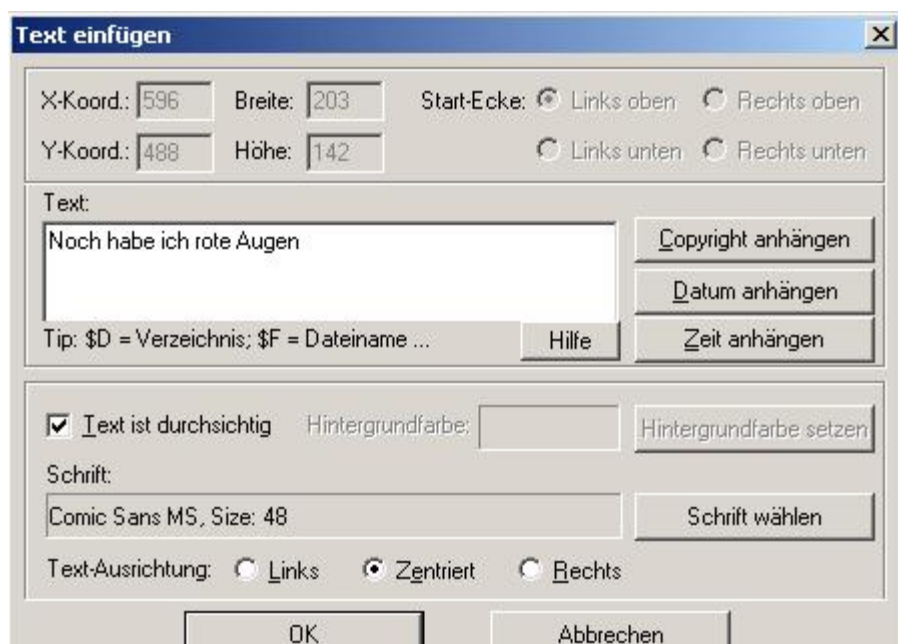 Text einfügen
X-Koord.: 596 Breite: 203 Start-Ecke: Links oben Rechts oben
Y-Koord.: 488 Höhe: 142 Links unten Rechts unten
Text:
Noch habe ich rote Augen
Copyright anhängen
Datum anhängen
Tip: $D = Verzeichnis; $F = Dateiname ... Hilfe Zeit anhängen
Text ist durchsichtig Hintergrundfarbe: Hintergrundfarbe setzen
Schrift:
Comic Sans MS, Size: 48 Schrift wählen
Text-Ausrichtung: Links Zentriert Rechts
OK Abbrechen